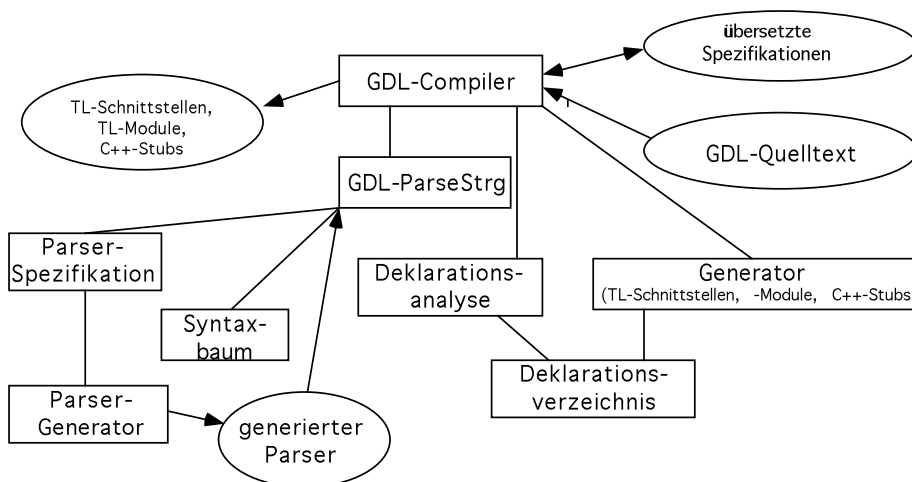 übersetzte
Spezifikationen
GDL-Compiler
TL-Schnittstellen,
TL-Module,
C++-Stubs
GDL-Quelltext
GDL-ParseStrg
Parser-
Spezifikation
Deklarations-
analyse
Generator
(TL-Schnittstellen, -Module, C++-Stubs
Syntax-
baum
Deklarations-
verzeichnis
Parser-
Generator
generierter
Parser